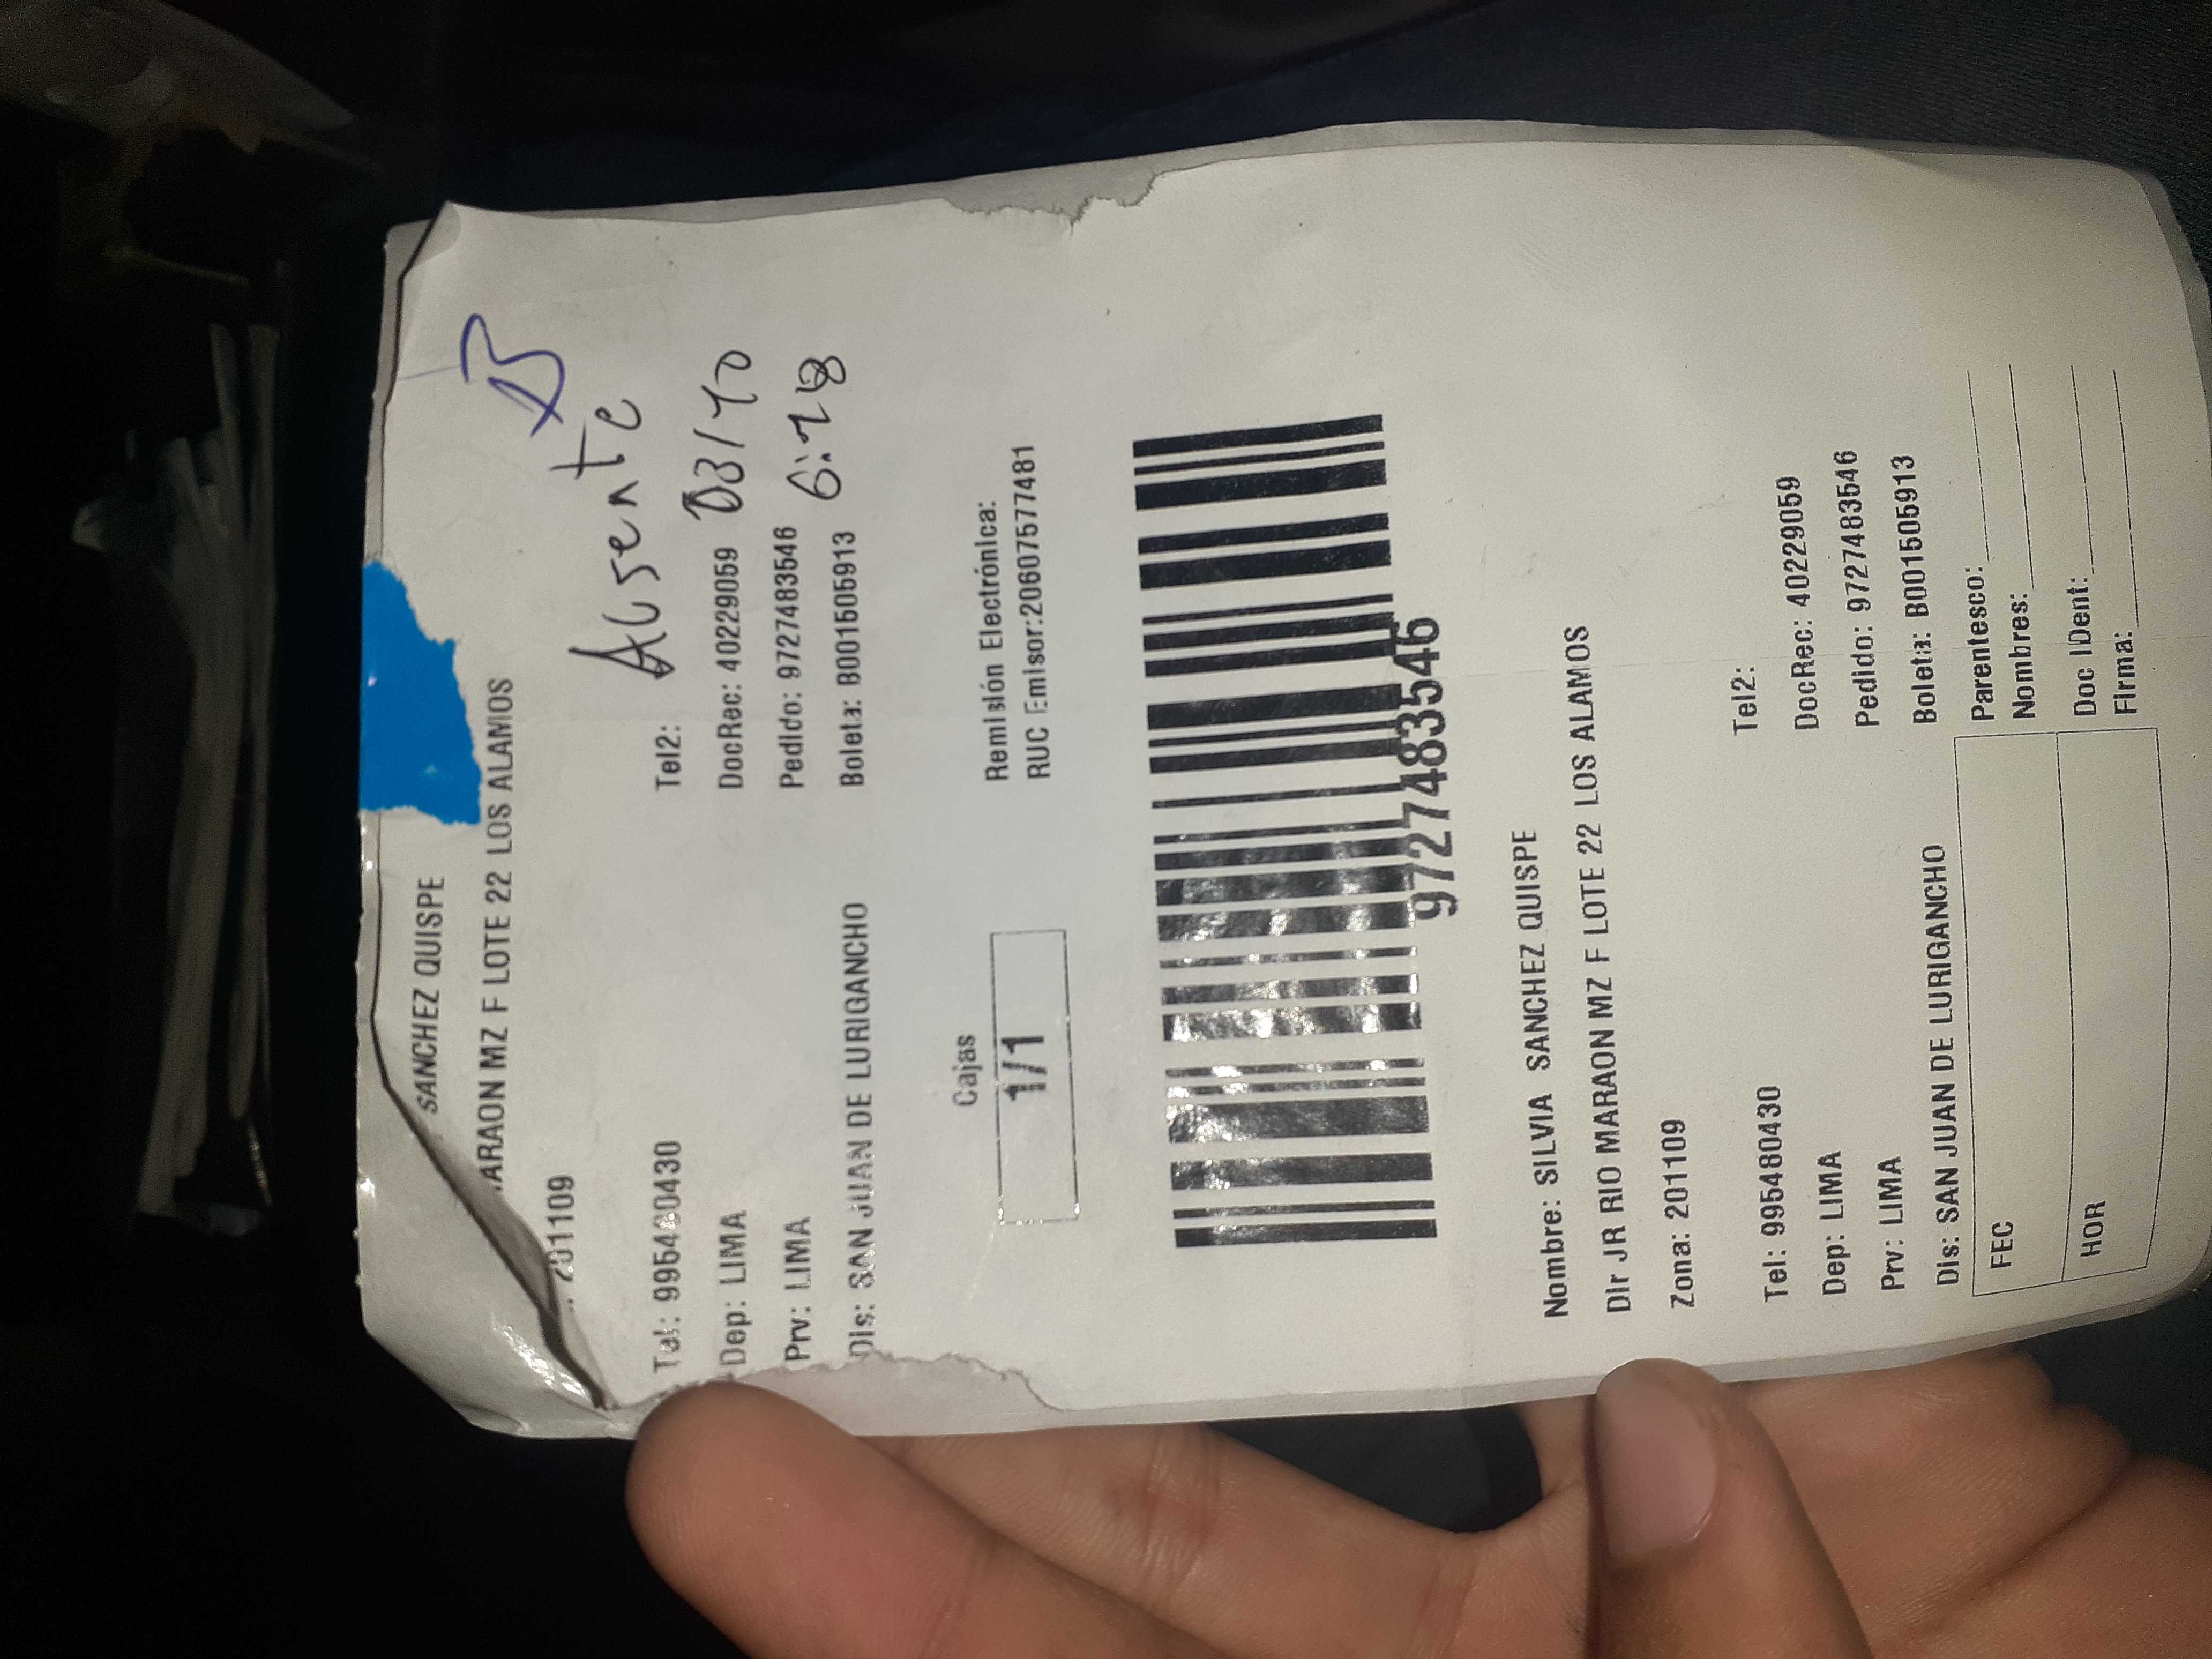 SANCHEZ QUISPE
ARAON MZ F LOTE 22 LOS ALAMOS
201109
Tel: 995480430
Tel2:
Ausente
Dep: LIMA
DocRec: 40229059
03/10
Prv: LIMA
Pedido: 9727483546
6:28
Dis: SAN JUAN DE LURIGANCHO
Boleta: B001505913
Cajas
1/1
Remisión Electrónica:
RUC Emisor:20607577481
9727483546
Nombre: SILVIA SANCHEZ QUISPE
Dir JR RIO MARAON MZ F LOTE 22 LOS ALAMOS
Zona: 201109
Tel: 995480430
Tel2:
Dep: LIMA
DocRec: 40229059
Prv: LIMA
Pedido: 9727483546
Dis: SAN JUAN DE LURIGANCHO
Boleta: B001505913
FEC
Parentesco:
Nombres:
HOR
Doc IDent:
Firma: